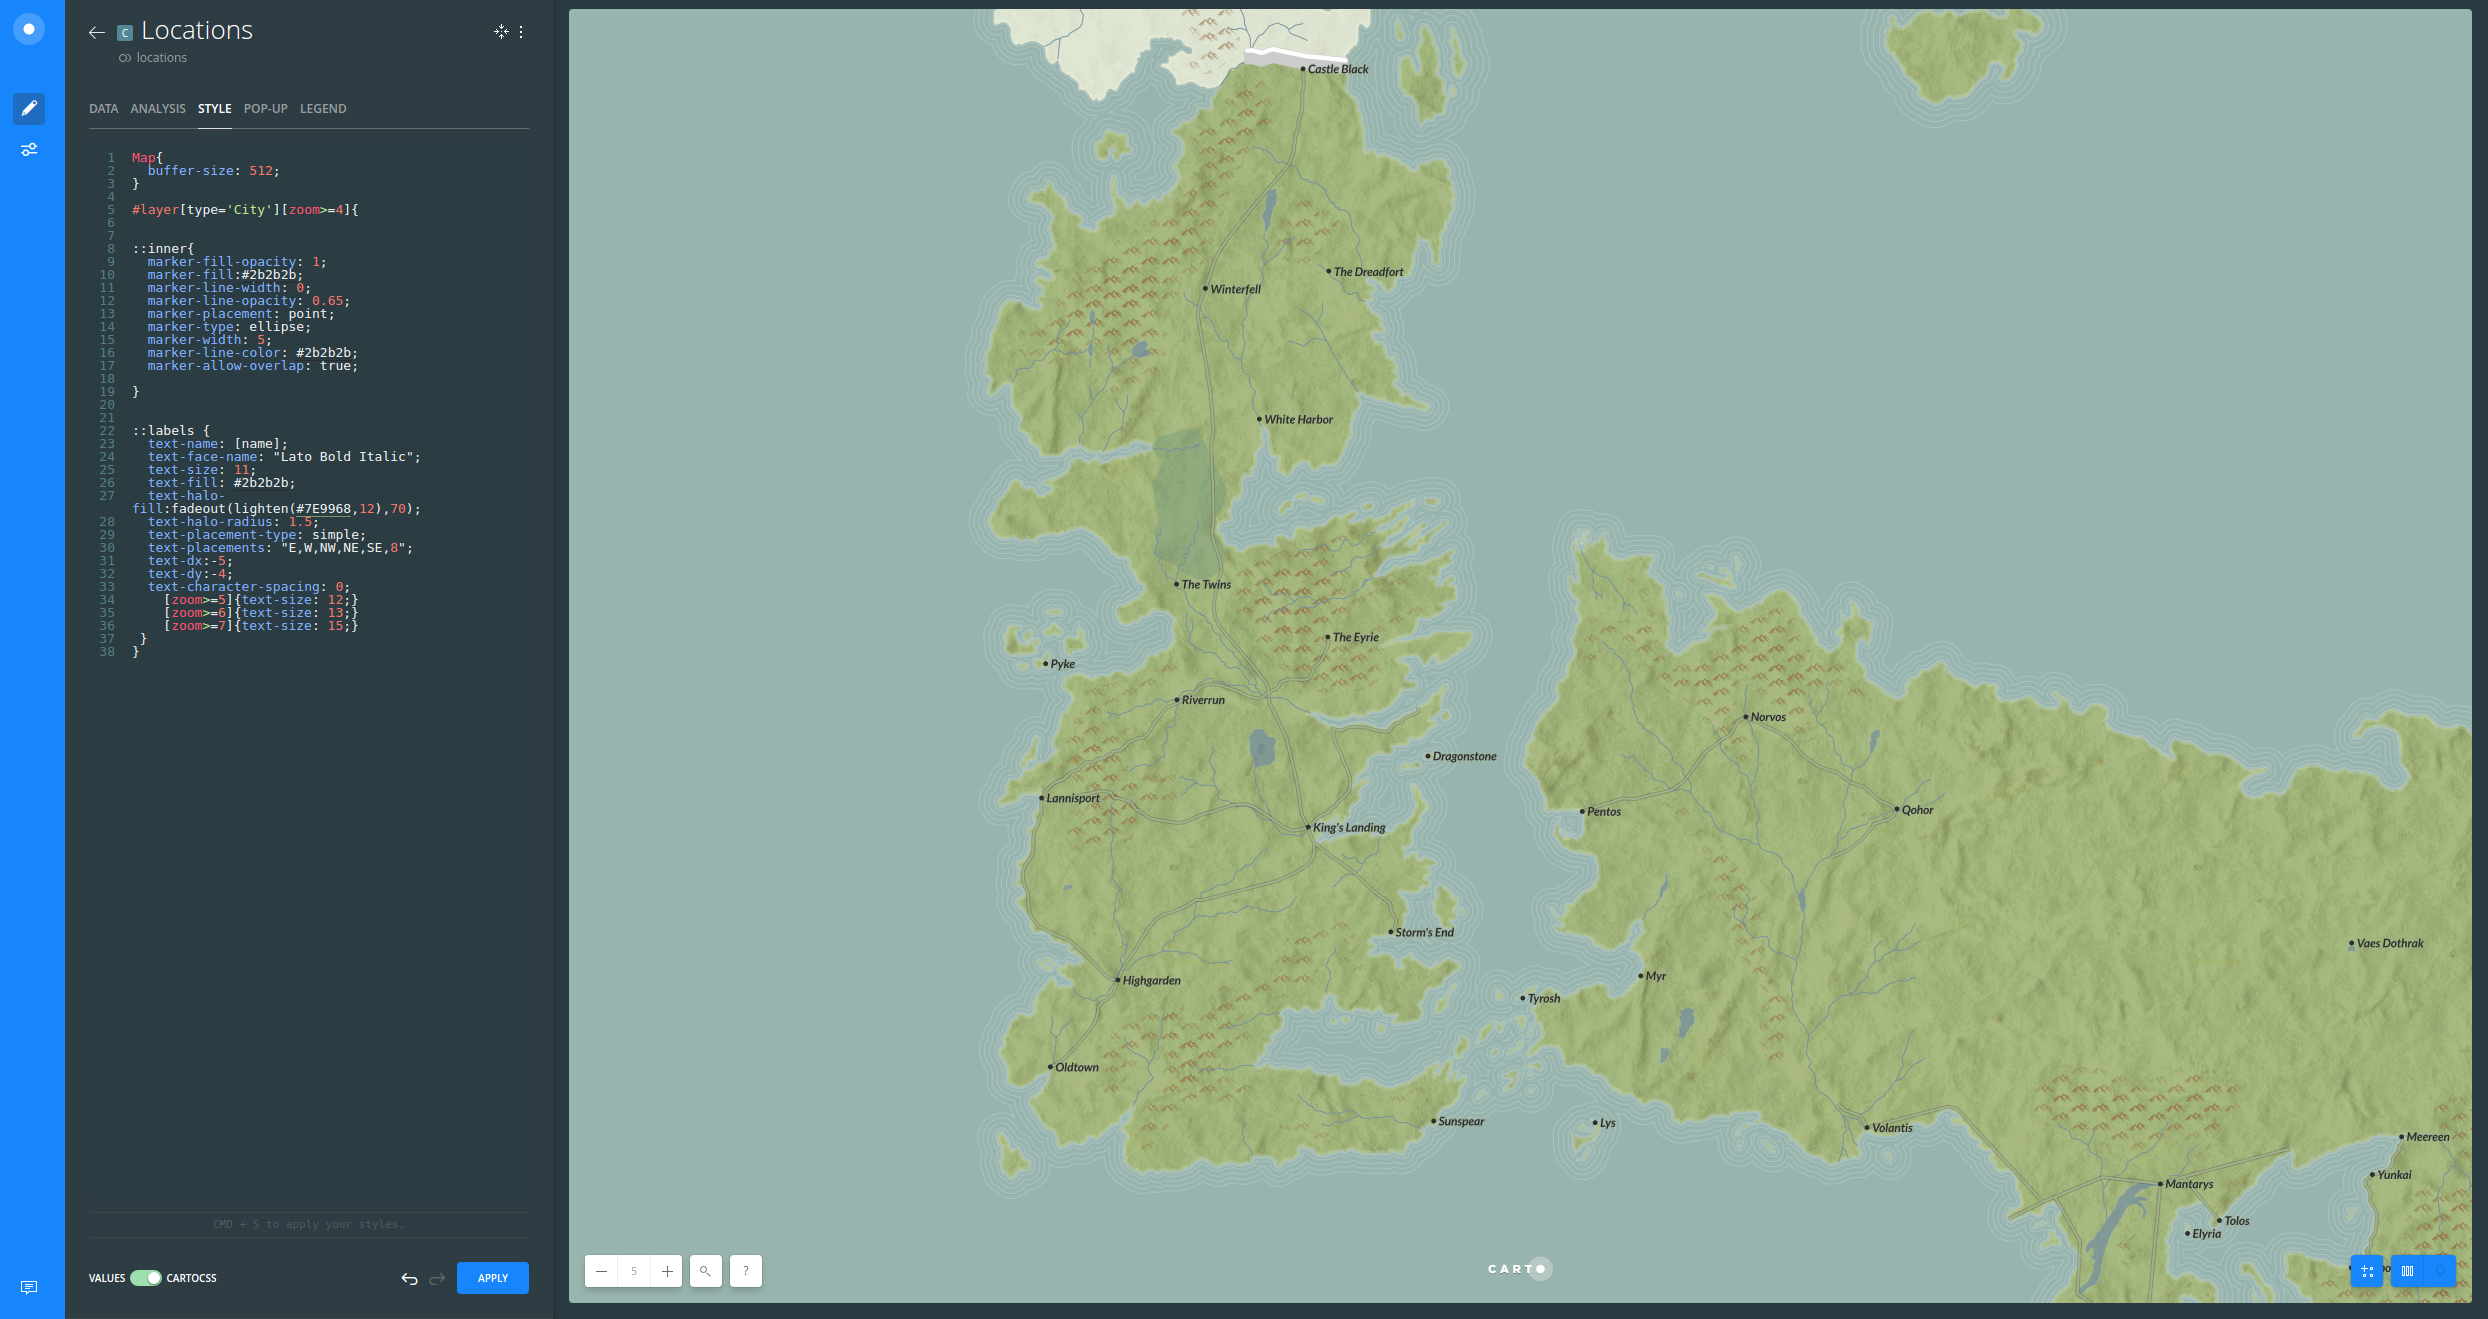 C Locations
locations
DATA ANALYSIS STYLE POP-UP LEGEND
1 Map{
2 buffer-size: 512;
3 }
4
5 #layer[type='City'][zoom>=4]{
6
7
8 ::inner{
9 marker-fill-opacity: 1;
10 marker-fill:#2b2b2b;
11 marker-line-width: 0;
12 marker-line-opacity: 0.65;
13 marker-placement: point;
14 marker-type: ellipse;
15 marker-width: 5;
16 marker-line-color: #2b2b2b;
17 marker-allow-overlap: true;
18
19 }
20
21
22 ::labels {
23 text-name: [name];
24 text-face-name: "Lato Bold Italic";
25 text-size: 11;
26 text-fill: #2b2b2b;
27 text-halo-
fill:fadeout(lighten(#7E9968,12),70);
28 text-halo-radius: 1.5;
29 text-placement-type: simple;
30 text-placements: "E,W,NW,NE,SE,8";
31 text-dx:-5;
32 text-dy:-4;
33 text-character-spacing: 0;
34 [zoom>=5]{text-size: 12;}
35 [zoom>=6]{text-size: 13;}
36 [zoom>=7]{text-size: 15;}
37 }
38 }
CMD + S to apply your styles.
VALUES CARTOCSS
APPLY
Castle Black
The Dreadfort
Winterfell
White Harbor
The Twins
The Eyrie
Pyke
Riverrun
Norvos
Dragonstone
Lannisport
Qohor
Pentos
King's Landing
Storm's End
Vaes Dothrak
Myr
Highgarden
Tyrosh
Oldtown
Sunspear
Lys
Volantis
Meereen
Yunkai
Mantarys
Tolos
Elyria
5
?
CARTO